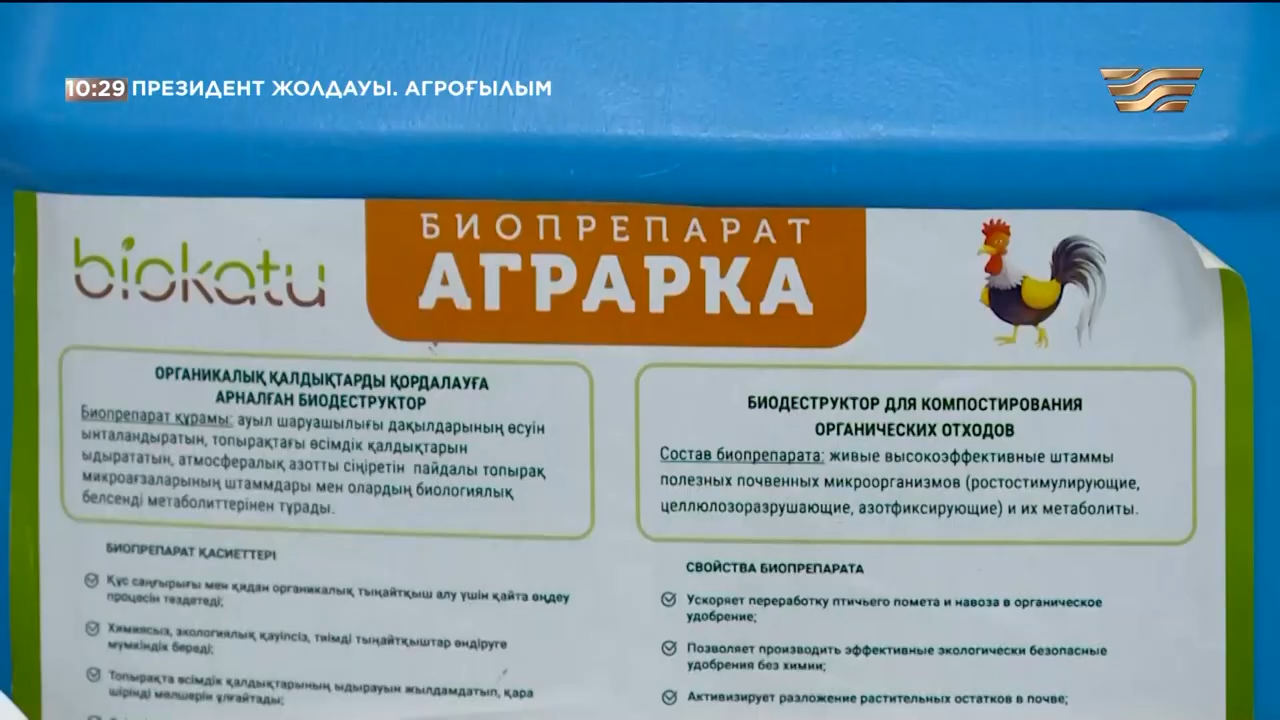 10:29 ПРЕЗИДЕНТ ЖОЛДАУЫ. АГРОҒЫЛЫМ
biokatu
БИОПРЕПАРАТ
АГРАРКА
ОРГАНИКАЛЫҚ ҚАЛДЫҚТАРДЫ ҚОРДАЛАУҒА
АРНАЛҒАН БИОДЕСТРУКТОР
Биопрепарат құрамы: ауыл шаруашылығы дақылдарының өсуін
ынталандыратын, топырақтағы өсімдік қалдықтарын
ыдырататын, атмосфералық азотты сіңіретін пайдалы топырақ
микроағзаларының штаммдары мен олардың биологиялық
белсенді метаболиттерінен тұрады.
БИОПРЕПАРАТ ҚАСИЕТТЕРІ
Құс саңғырығы мен қидан органикалық тыңайтқыш алу үшін қайта өңдеу
процесін тездетеді;
Химиясыз, экологиялық қауіпсіз, тиімді тыңайтқыштар өндіруге
мүмкіндік береді;
Топырақта өсімдік қалдықтарының ыдырауын жылдамдатып, қара
шірінді мөлшерін ұлғайтады;
БИОДЕСТРУКТОР ДЛЯ КОМПОСТИРОВАНИЯ
ОРГАНИЧЕСКИХ ОТХОДОВ
Состав биопрепарата: живые высокоэффективные штаммы
полезных почвенных микроорганизмов (ростостимулирующие,
целлюлозоразрушающие, азотфиксирующие) и их метаболиты.
СВОЙСТВА БИОПРЕПАРАТА
Ускоряет переработку птичьего помета и навоза в органическое
удобрение;
Позволяет производить эффективные экологически безопасные
удобрения без химии;
Активизирует разложение растительных остатков в почве;